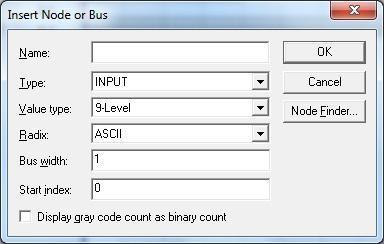 Insert Node or Bus
Name:
OK
Type: INPUT
Cancel
Value type: 9-Level
Node Finder...
Radix: ASCII
Bus width: 1
Start index: 0
Display gray code count as binary count